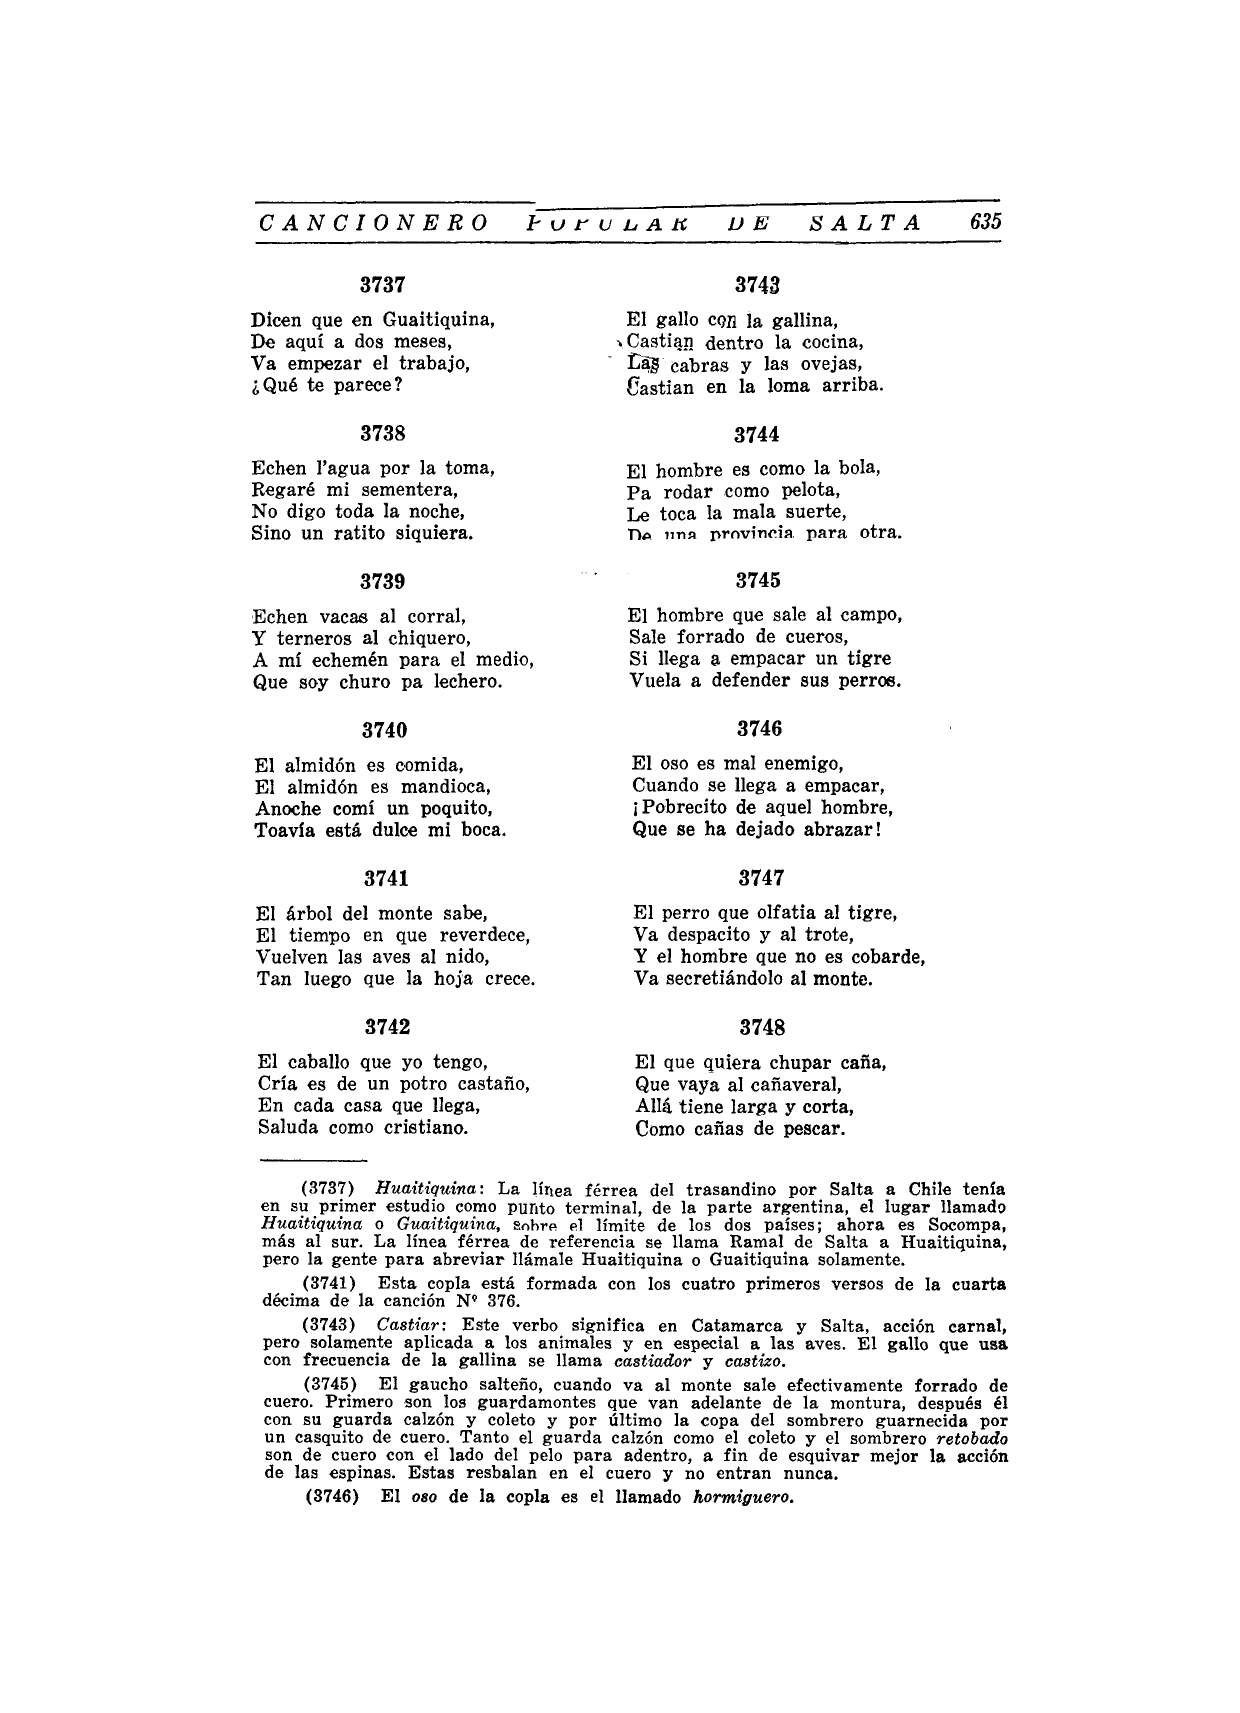 CANCIONERO POPULAR DE SALTA 635
3737
Dicen que en Guaitiquina,
De aquí a dos meses,
Va empezar el trabajo,
¿Qué te parece?
3738
Echen l'agua por la toma,
Regaré mi sementera,
No digo toda la noche,
Sino un ratito siquiera.
3739
Echen vacas al corral,
Y terneros al chiquero,
A mí echemén para el medio,
Que soy churo pa lechero.
3740
El almidón es comida,
El almidón es mandioca,
Anoche comí un poquito,
Toavía está dulce mi boca.
3741
El árbol del monte sabe,
El tiempo en que reverdece,
Vuelven las aves al nido,
Tan luego que la hoja crece.
3742
El caballo que yo tengo,
Cría es de un potro castaño,
En cada casa que llega,
Saluda como cristiano.
3743
El gallo con la gallina,
Castian dentro la cocina,
Las cabras y las ovejas,
Castian en la loma arriba.
3744
El hombre es como la bola,
Pa rodar como pelota,
Le toca la mala suerte,
De una provincia para otra.
3745
El hombre que sale al campo,
Sale forrado de cueros,
Si llega a empacar un tigre
Vuela a defender sus perros.
3746
El oso es mal enemigo,
Cuando se llega a empacar,
¡Pobrecito de aquel hombre,
Que se ha dejado abrazar!
3747
El perro que olfatia al tigre,
Va despacito y al trote,
Y el hombre que no es cobarde,
Va secretiándolo al monte.
3748
El que quiera chupar caña,
Que vaya al cañaveral,
Allá tiene larga y corta,
Como cañas de pescar.
(3737) Huaitiquina: La línea férrea del trasandino por Salta a Chile tenía
en su primer estudio como punto terminal, de la parte argentina, el lugar llamado
Huaitiquina o Guaitiquina, sobre el límite de los dos países; ahora es Socompa,
más al sur. La línea férrea de referencia se llama Ramal de Salta a Huaitiquina,
pero la gente para abreviar llámale Huaitiquina o Guaitiquina solamente.
(3741) Esta copla está formada con los cuatro primeros versos de la cuarta
décima de la canción Nº 376.
(3743) Castiar: Este verbo significa en Catamarca y Salta, acción carnal,
pero solamente aplicada a los animales y en especial a las aves. El gallo que usa
con frecuencia de la gallina se llama castiador y castizo.
(3745) El gaucho salteño, cuando va al monte sale efectivamente forrado de
cuero. Primero son los guardamontes que van adelante de la montura, después él
con su guarda calzón y coleto y por último la copa del sombrero guarnecida por
un casquito de cuero. Tanto el guarda calzón como el coleto y el sombrero retobado
son de cuero con el lado del pelo para adentro, a fin de esquivar mejor la acción
de las espinas. Estas resbalan en el cuero y no entran nunca.
(3746) El oso de la copla es el llamado hormiguero.